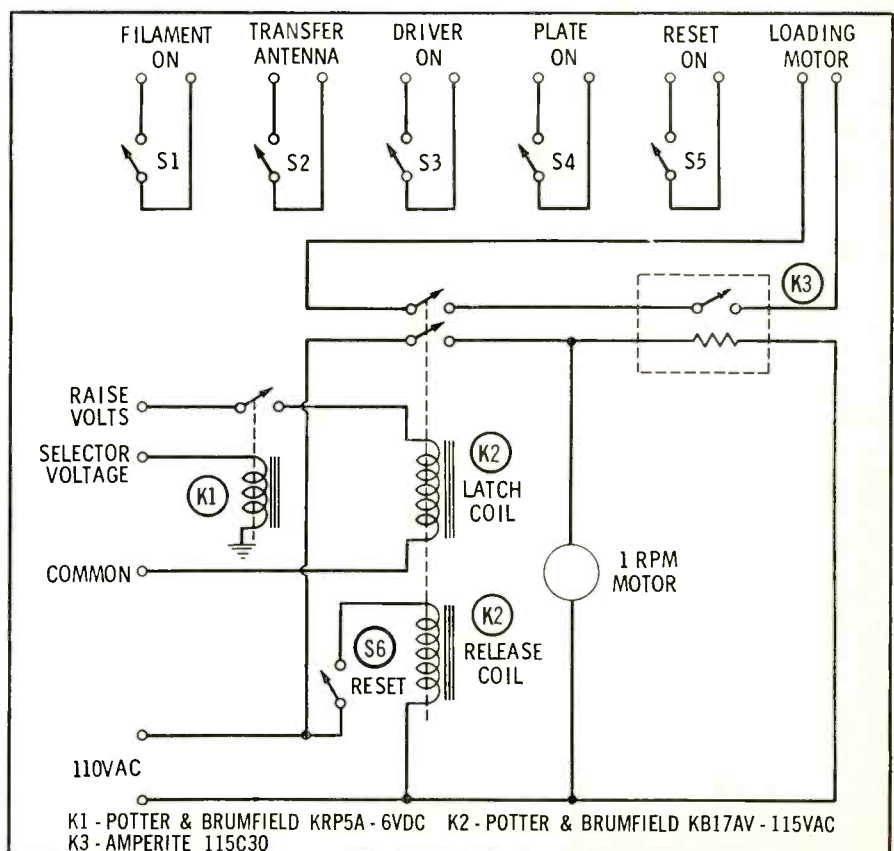 FILAMENT ON
TRANSFER ANTENNA
DRIVER ON
PLATE ON
RESET ON
LOADING MOTOR
S1
S2
S3
S4
S5
K3
RAISE VOLTS
SELECTOR VOLTAGE
K1
K2
LATCH COIL
COMMON
1 RPM MOTOR
K2
RELEASE COIL
S6
RESET
110VAC
K1 - POTTER & BRUMFIELD KRP5A - 6VDC K2 - POTTER & BRUMFIELD KB17AV - 115VAC
K3 - AMPERITE 115C30